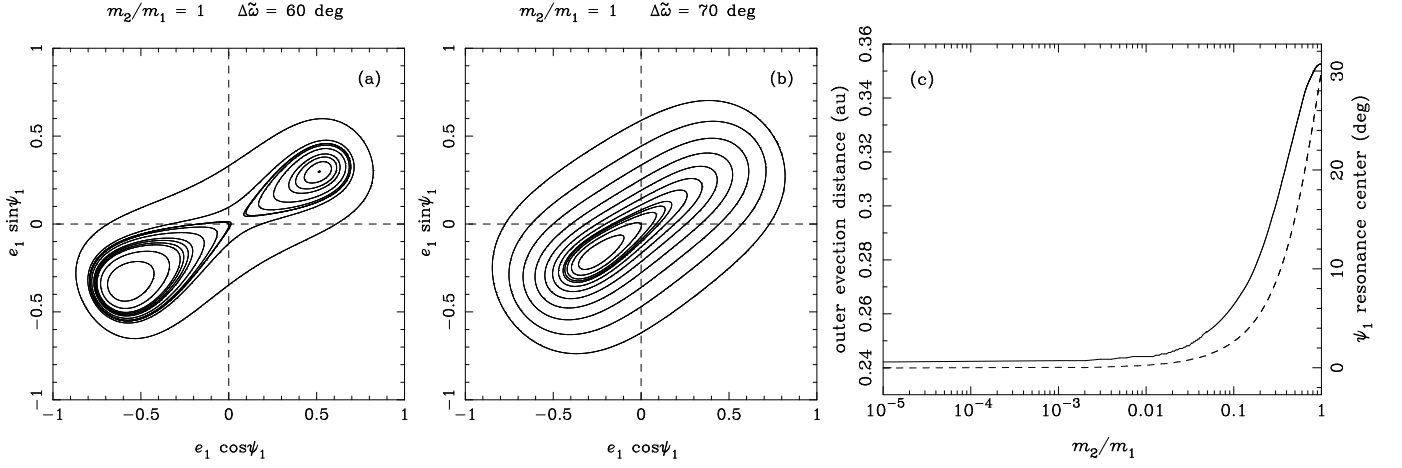 m₂/m₁ = 1 Δω̃ = 60 deg
(a)
1
0.5
0
−0.5
−1
e₁ sinψ₁
−1 −0.5 0 0.5 1
e₁ cosψ₁
m₂/m₁ = 1 Δω̃ = 70 deg
(b)
1
0.5
0
−0.5
−1
e₁ sinψ₁
−1 −0.5 0 0.5 1
e₁ cosψ₁
(c)
0.36
0.34
0.32
0.3
0.28
0.26
0.24
outer evection distance (au)
30
20
10
0
ψ₁ resonance center (deg)
10⁻⁵ 10⁻⁴ 10⁻³ 0.01 0.1 1
m₂/m₁